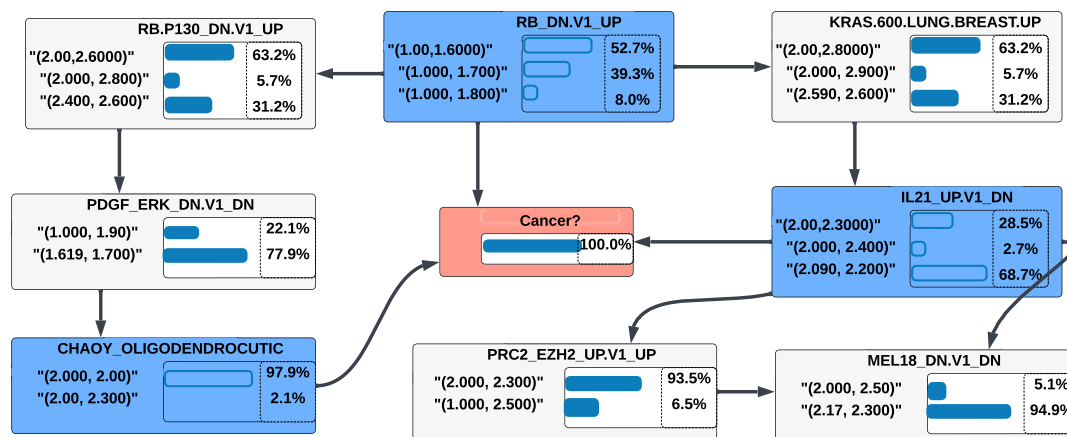 RB.P130_DN.V1_UP
"(2.00,2.6000)" 63.2%
"(2.000, 2.800)" 5.7%
"(2.400, 2.600)" 31.2%
RB_DN.V1_UP
"(1.00,1.6000)" 52.7%
"(1.000, 1.700)" 39.3%
"(1.000, 1.800)" 8.0%
KRAS.600.LUNG.BREAST.UP
"(2.00,2.8000)" 63.2%
"(2.000, 2.900)" 5.7%
"(2.590, 2.600)" 31.2%
PDGF_ERK_DN.V1_DN
"(1.000, 1.90)" 22.1%
"(1.619, 1.700)" 77.9%
Cancer?
100.0%
IL21_UP.V1_DN
"(2.00,2.3000)" 28.5%
"(2.000, 2.400)" 2.7%
"(2.090, 2.200)" 68.7%
CHAOY_OLIGODENDROCUTIC
"(2.000, 2.00)" 97.9%
"(2.00, 2.300)" 2.1%
PRC2_EZH2_UP.V1_UP
"(2.000, 2.300)" 93.5%
"(1.000, 2.500)" 6.5%
MEL18_DN.V1_DN
"(2.000, 2.50)" 5.1%
"(2.17, 2.300)" 94.9%